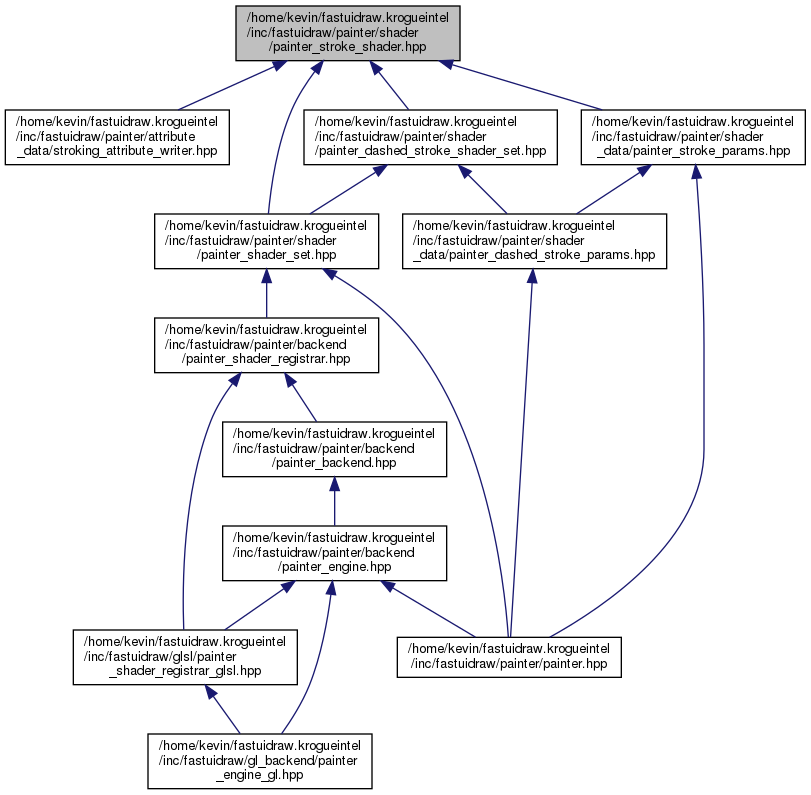 /home/kevin/fastuidraw.krogueintel
/inc/fastuidraw/painter/shader
/painter_stroke_shader.hpp
/home/kevin/fastuidraw.krogueintel
/inc/fastuidraw/painter/attribute
_data/stroking_attribute_writer.hpp
/home/kevin/fastuidraw.krogueintel
/inc/fastuidraw/painter/shader
/painter_dashed_stroke_shader_set.hpp
/home/kevin/fastuidraw.krogueintel
/inc/fastuidraw/painter/shader
_data/painter_stroke_params.hpp
/home/kevin/fastuidraw.krogueintel
/inc/fastuidraw/painter/shader
/painter_shader_set.hpp
/home/kevin/fastuidraw.krogueintel
/inc/fastuidraw/painter/shader
_data/painter_dashed_stroke_params.hpp
/home/kevin/fastuidraw.krogueintel
/inc/fastuidraw/painter/backend
/painter_shader_registrar.hpp
/home/kevin/fastuidraw.krogueintel
/inc/fastuidraw/painter/backend
/painter_backend.hpp
/home/kevin/fastuidraw.krogueintel
/inc/fastuidraw/painter/backend
/painter_engine.hpp
/home/kevin/fastuidraw.krogueintel
/inc/fastuidraw/glsl/painter
_shader_registrar_glsl.hpp
/home/kevin/fastuidraw.krogueintel
/inc/fastuidraw/painter/painter.hpp
/home/kevin/fastuidraw.krogueintel
/inc/fastuidraw/gl_backend/painter
_engine_gl.hpp